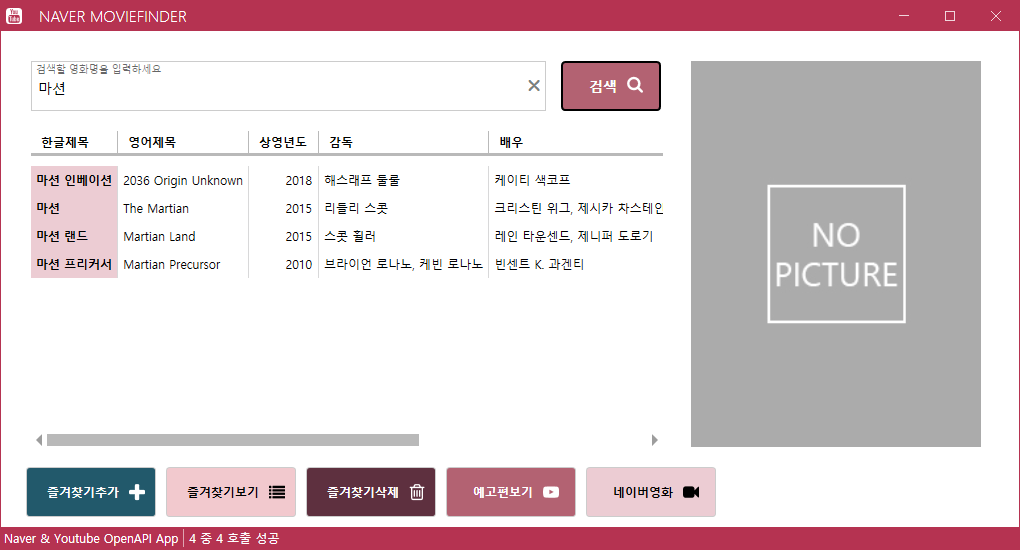 You Tube NAVER MOVIEFINDER
검색할 영화명을 입력하세요
마션
검색
한글제목 영어제목 상영년도 감독 배우
마션 인베이션 2036 Origin Unknown 2018 해스래프 둘룰 케이티 색코프
마션 The Martian 2015 리들리 스콧 크리스틴 위그, 제시카 차스테인
마션 랜드 Martian Land 2015 스콧 휠러 레인 타운센드, 제니퍼 도로기
마션 프리커서 Martian Precursor 2010 브라이언 로나노, 케빈 로나노 빈센트 K. 과겐티
NO
PICTURE
즐겨찾기추가 즐겨찾기보기 즐겨찾기삭제 예고편보기 네이버영화
Naver & Youtube OpenAPI App 4 중 4 호출 성공